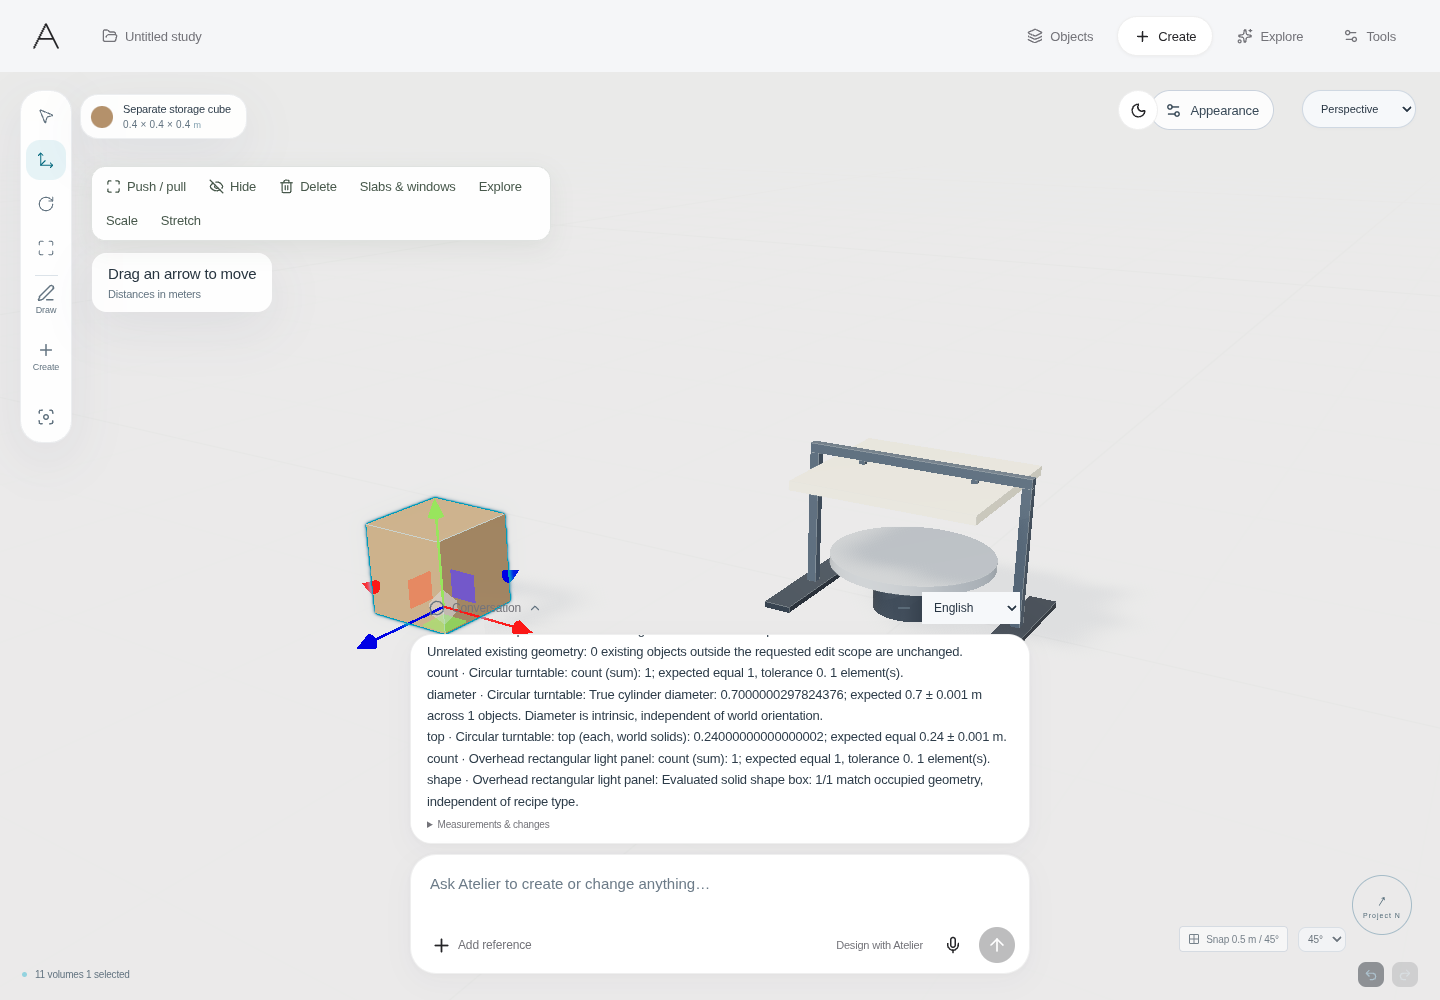 Untitled study
Objects
Create
Explore
Tools
Separate storage cube
0.4 × 0.4 × 0.4 m
Appearance
Perspective
Push / pull
Hide
Delete
Slabs & windows
Explore
Scale
Stretch
Drag an arrow to move
Distances in meters
Draw
Create
Conversation
English
Unrelated existing geometry: 0 existing objects outside the requested edit scope are unchanged.
count · Circular turntable: count (sum): 1; expected equal 1, tolerance 0. 1 element(s).
diameter · Circular turntable: True cylinder diameter: 0.7000000297824376; expected 0.7 ± 0.001 m
across 1 objects. Diameter is intrinsic, independent of world orientation.
top · Circular turntable: top (each, world solids): 0.24000000000000002; expected equal 0.24 ± 0.001 m.
count · Overhead rectangular light panel: count (sum): 1; expected equal 1, tolerance 0. 1 element(s).
shape · Overhead rectangular light panel: Evaluated solid shape box: 1/1 match occupied geometry,
independent of recipe type.
Measurements & changes
Ask Atelier to create or change anything…
Add reference
Design with Atelier
Project N
Snap 0.5 m / 45°
45°
11 volumes 1 selected